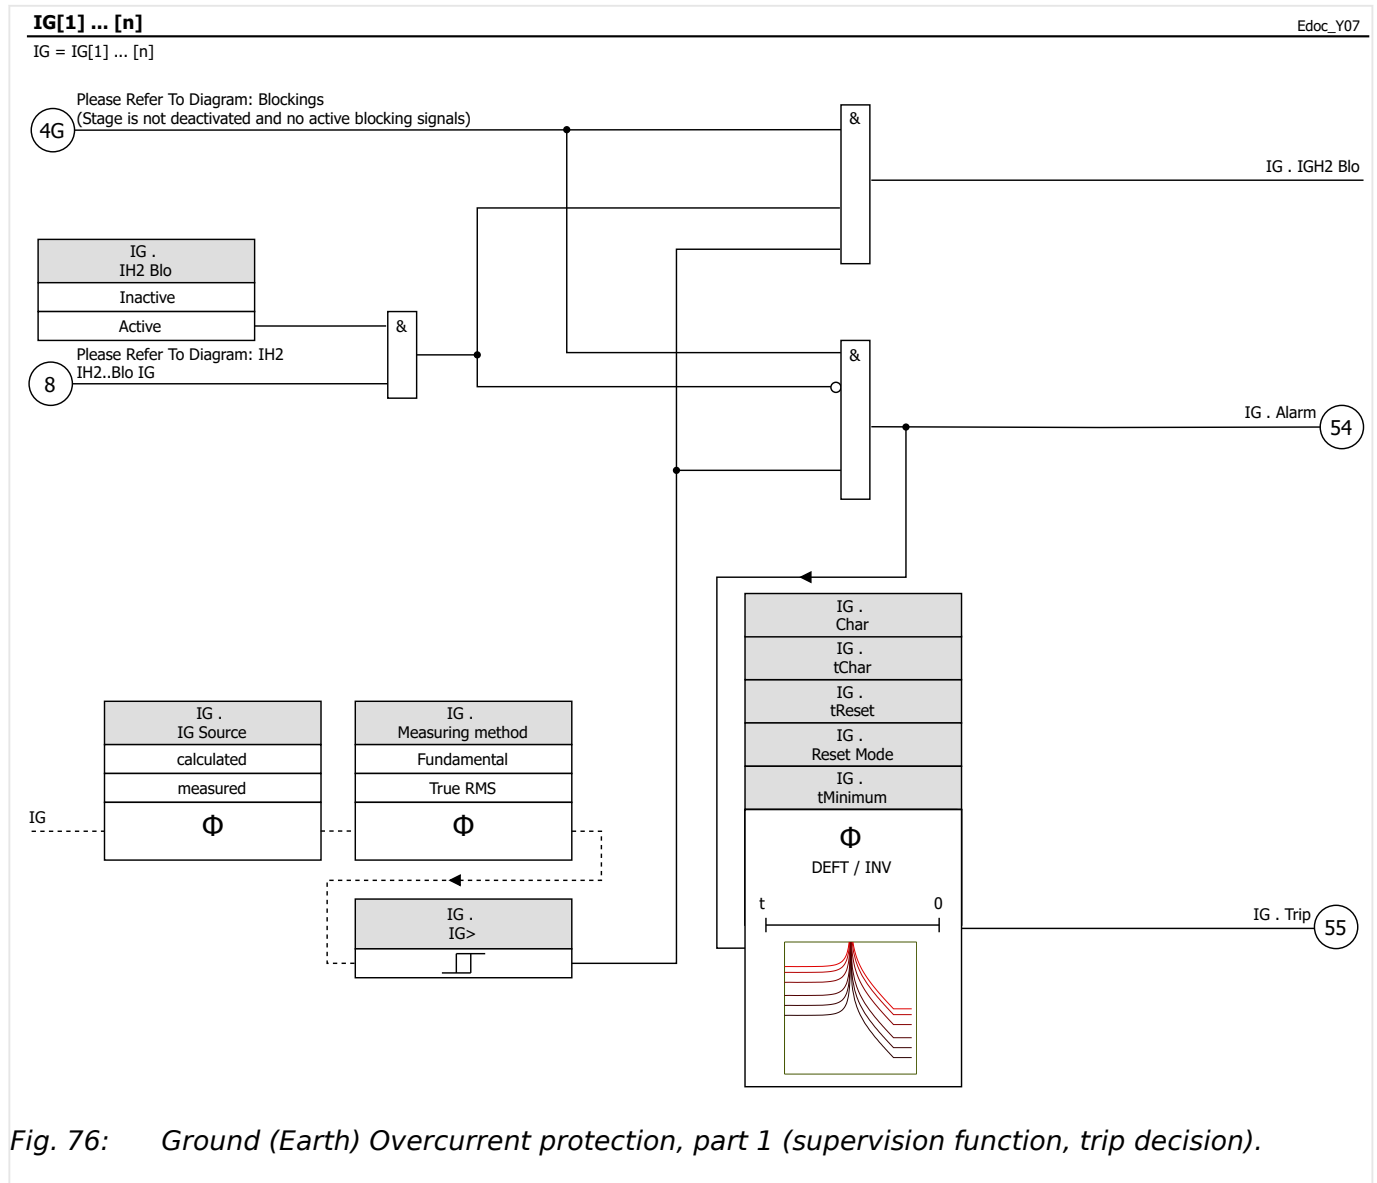 IG[1] ... [n]
Edoc_Y07
IG = IG[1] ... [n]
Please Refer To Diagram: Blockings
4G
(Stage is not deactivated and no active blocking signals)
&
IG . IGH2 Blo
IG .
IH2 Blo
Inactive
Active
&
Please Refer To Diagram: IH2
IH2..Blo IG
8
&
IG . Alarm
54
IG .
Char
IG .
tChar
IG .
tReset
IG .
Reset Mode
IG .
tMinimum
Φ
DEFT / INV
t
0
IG . Trip
55
IG .
IG Source
calculated
measured
Φ
IG .
Measuring method
Fundamental
True RMS
Φ
IG
IG .
IG>
Fig. 76: Ground (Earth) Overcurrent protection, part 1 (supervision function, trip decision).